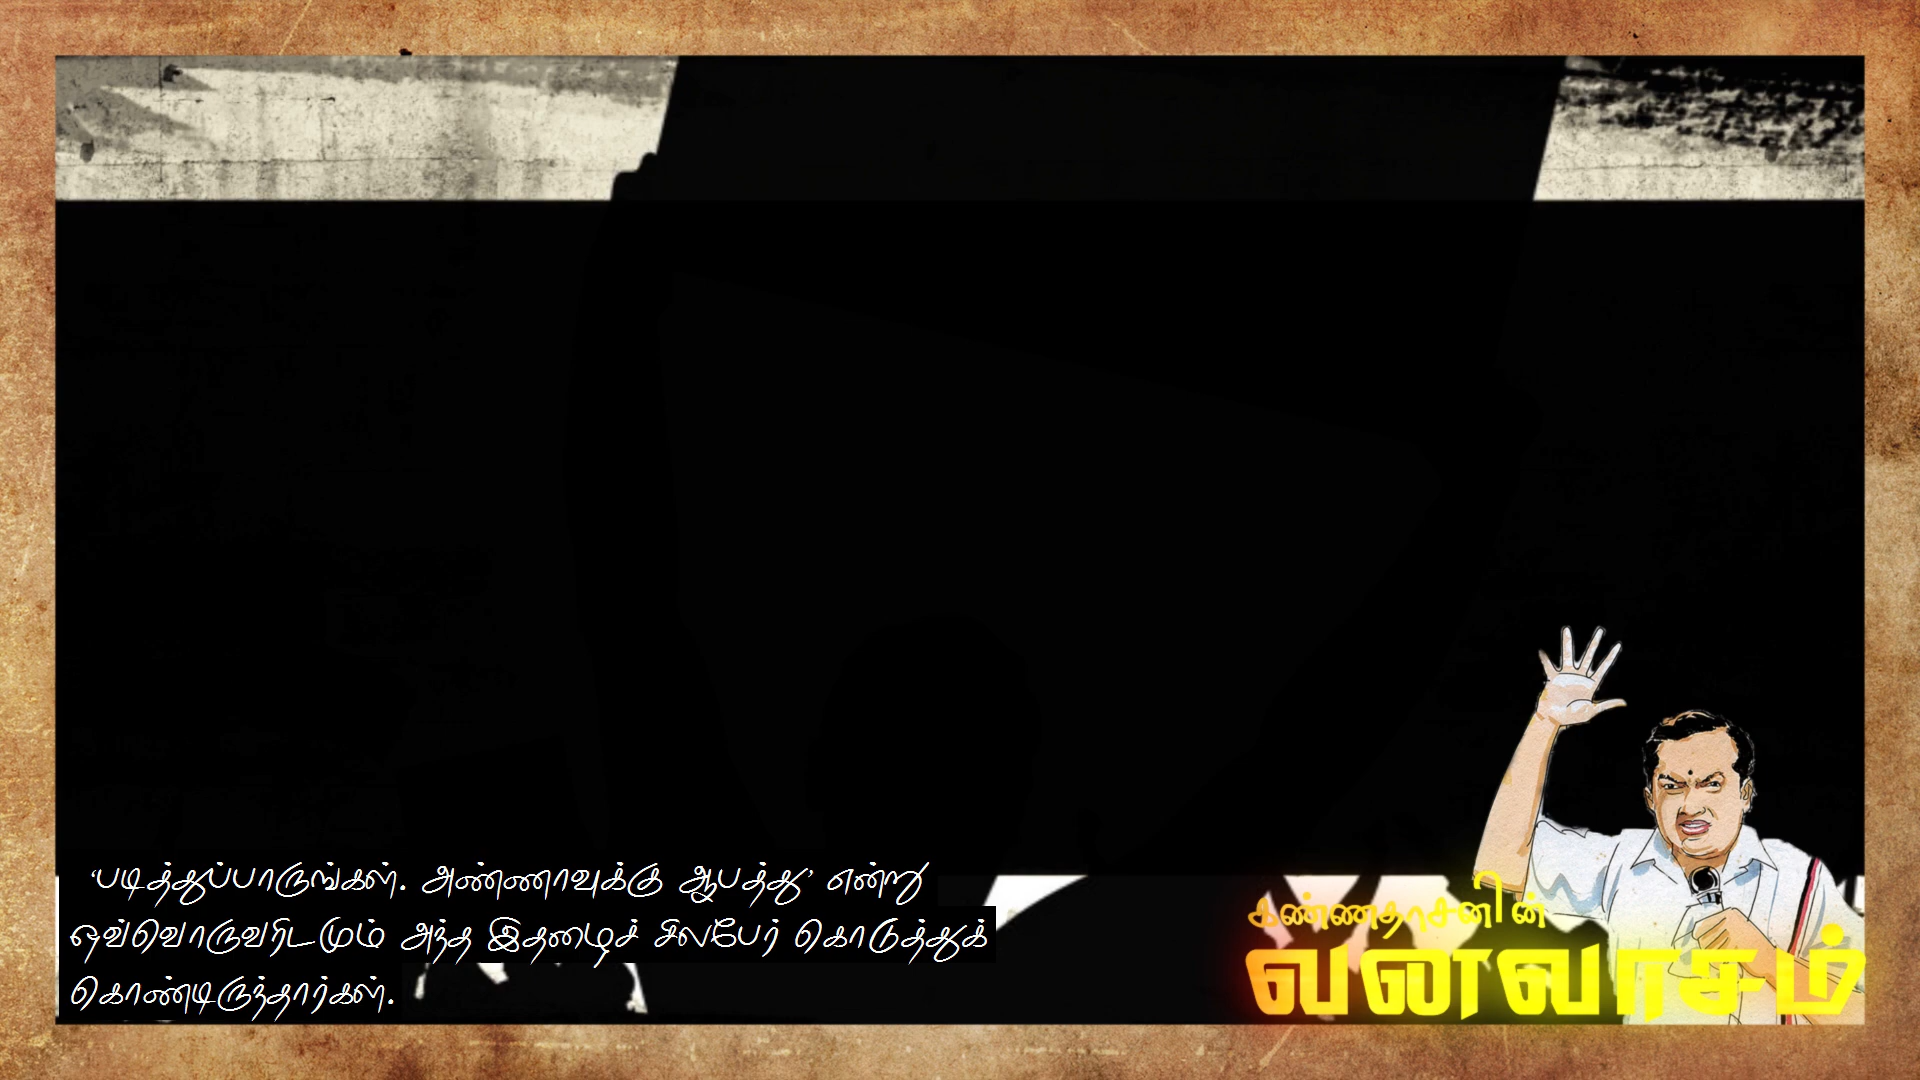 ‘படித்துப்பாருங்கள். அண்ணாவுக்கு ஆபத்து’ என்று
ஒவ்வொருவரிடமும் அந்த இதழைச் சிலபேர் கொடுத்துக்
கொண்டிருந்தார்கள்.
கண்ணதாசனின்
வனவாசம்